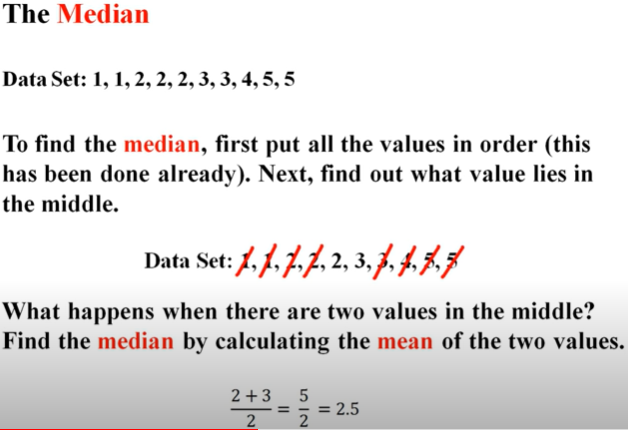 The Median
Data Set: 1, 1, 2, 2, 2, 3, 3, 4, 5, 5
To find the median, first put all the values in order (this
has been done already). Next, find out what value lies in
the middle.
Data Set: 1, 1, 2, 2, 2, 3, 3, 4, 5, 5
What happens when there are two values in the middle?
Find the median by calculating the mean of the two values.
2 + 3 / 2 = 5 / 2 = 2.5